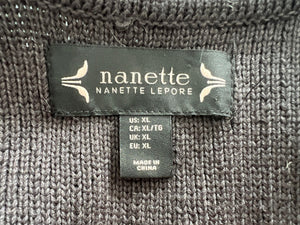 nanette
NANETTE LEPORE
US: XL
CA: XL/TG
UK: XL
EU: XL
MADE IN
CHINA